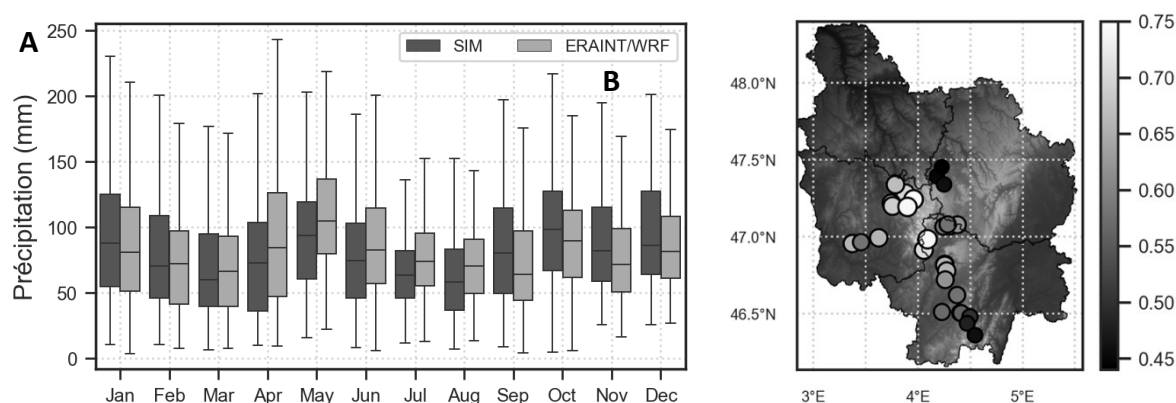 A
Précipitation (mm)
250
200
150
100
50
0
SIM ERAINT/WRF
B
Jan Feb Mar Apr May Jun Jul Aug Sep Oct Nov Dec
48.0°N
47.5°N
47.0°N
46.5°N
3°E 4°E 5°E
0.75
0.70
0.65
0.60
0.55
0.50
0.45